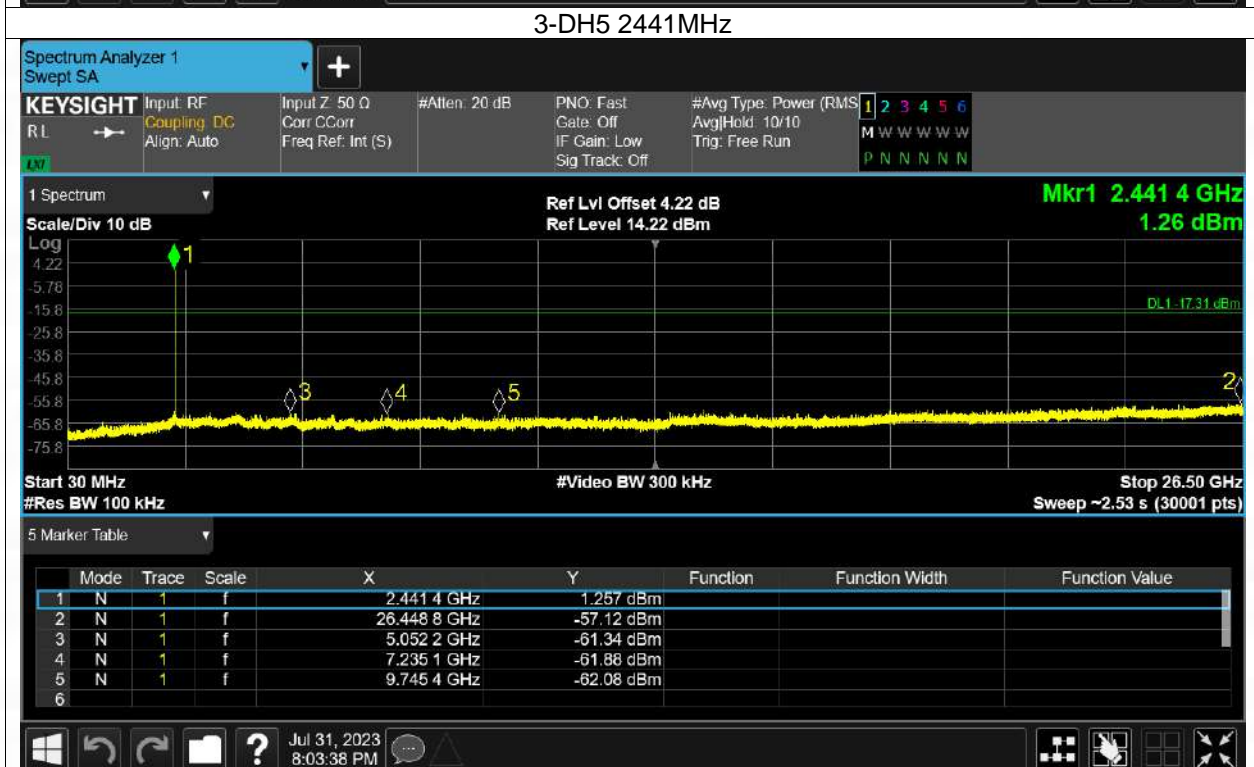 3-DH5 2441MHz
Spectrum Analyzer 1
Swept SA
+
KEYSIGHT Input: RF Input Z: 50 Ω #Atten: 20 dB PNO: Fast #Avg Type: Power (RMS 1 2 3 4 5 6
RL Coupling: DC Corr CCorr Gate: Off Avg|Hold: 10/10 M W W W W W
Align: Auto Freq Ref: Int (S) IF Gain: Low Trig: Free Run
LXI Sig Track: Off P N N N N N
1 Spectrum Ref Lvl Offset 4.22 dB Mkr1 2.441 4 GHz
Scale/Div 10 dB Ref Level 14.22 dBm 1.26 dBm
Log
1
4.22
-5.78
-15.8 DL1 -17.31 dBm
-25.8
-35.8
-45.8 3 4 5 2
-55.8
-65.8
-75.8
Start 30 MHz #Video BW 300 kHz Stop 26.50 GHz
#Res BW 100 kHz Sweep ~2.53 s (30001 pts)
5 Marker Table
Mode Trace Scale X Y Function Function Width Function Value
1 N 1 f 2.441 4 GHz 1.257 dBm
2 N 1 f 26.448 8 GHz -57.12 dBm
3 N 1 f 5.052 2 GHz -61.34 dBm
4 N 1 f 7.235 1 GHz -61.88 dBm
5 N 1 f 9.745 4 GHz -62.08 dBm
6
? Jul 31, 2023
8:03:38 PM